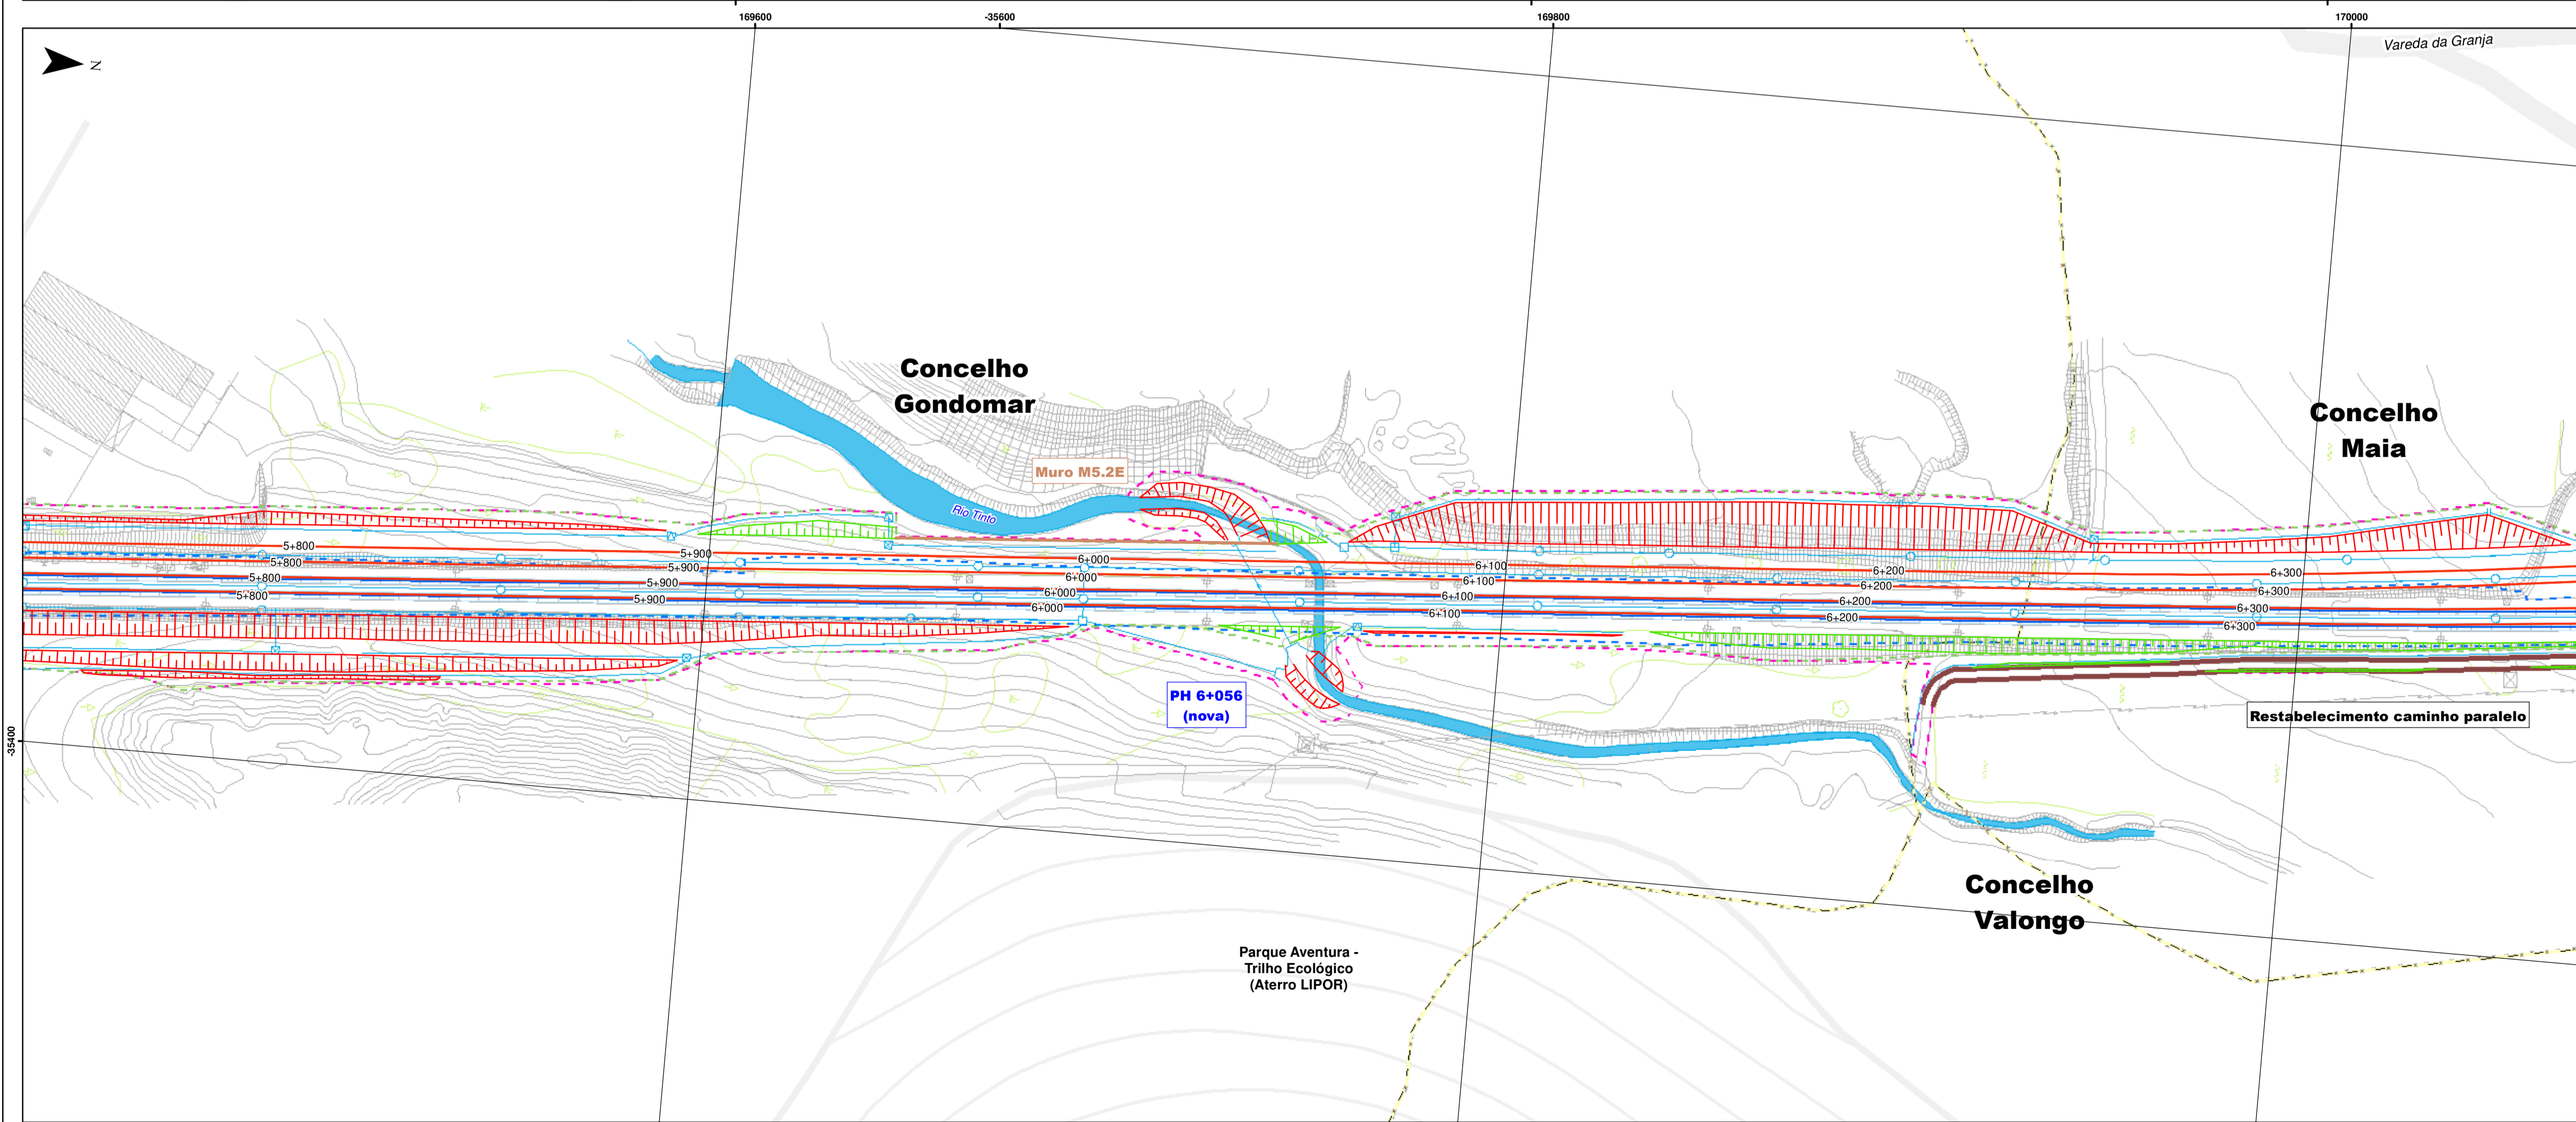 169600
-35600
169800
170000
Vareda da Granja
N
Concelho
Gondomar
Concelho
Maia
Muro M5.2E
Rio Tinto
5+800
5+900
6+000
6+100
6+200
6+300
5+800
5+900
6+000
6+100
6+200
6+300
5+800
5+900
6+000
6+100
6+200
6+300
5+800
5+900
6+000
6+100
6+200
6+300
PH 6+056
(nova)
Restabelecimento caminho paralelo
-35400
Concelho
Valongo
Parque Aventura -
Trilho Ecológico
(Aterro LIPOR)